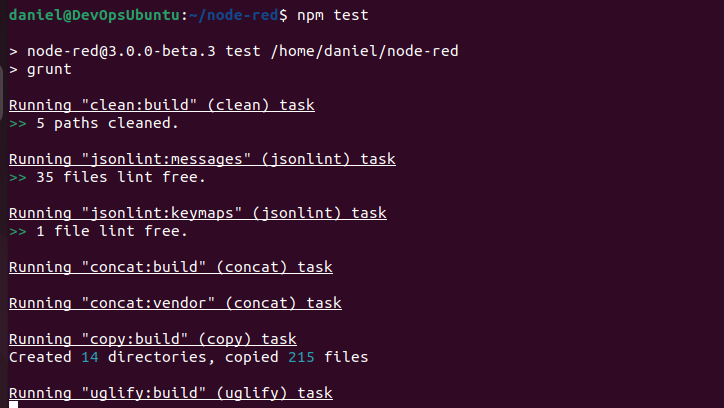 daniel@DevOpsUbuntu:~/node-red$ npm test
> node-red@3.0.0-beta.3 test /home/daniel/node-red
> grunt
Running "clean:build" (clean) task
>> 5 paths cleaned.
Running "jsonlint:messages" (jsonlint) task
>> 35 files lint free.
Running "jsonlint:keymaps" (jsonlint) task
>> 1 file lint free.
Running "concat:build" (concat) task
Running "concat:vendor" (concat) task
Running "copy:build" (copy) task
Created 14 directories, copied 215 files
Running "uglify:build" (uglify) task